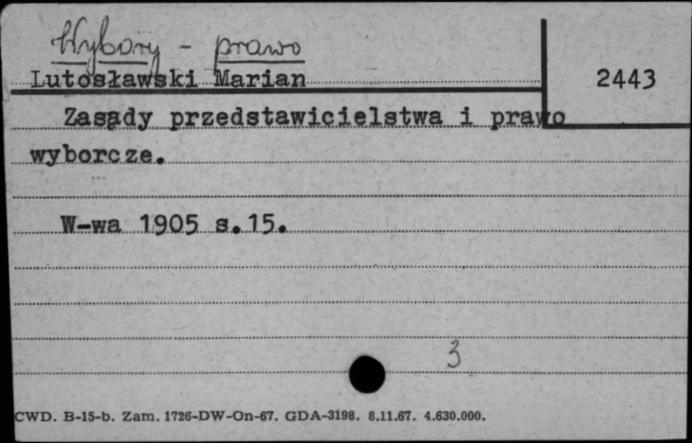 Wybory - prawo
Lutosławski Marian
2443
Zasady przedstawicielstwa i prawo
wyborcze.
W-wa 1905 s.15.
3
CWD. B-15-b. Zam. 1726-DW-On-67. GDA-3198. 8.11.67. 4.630.000.